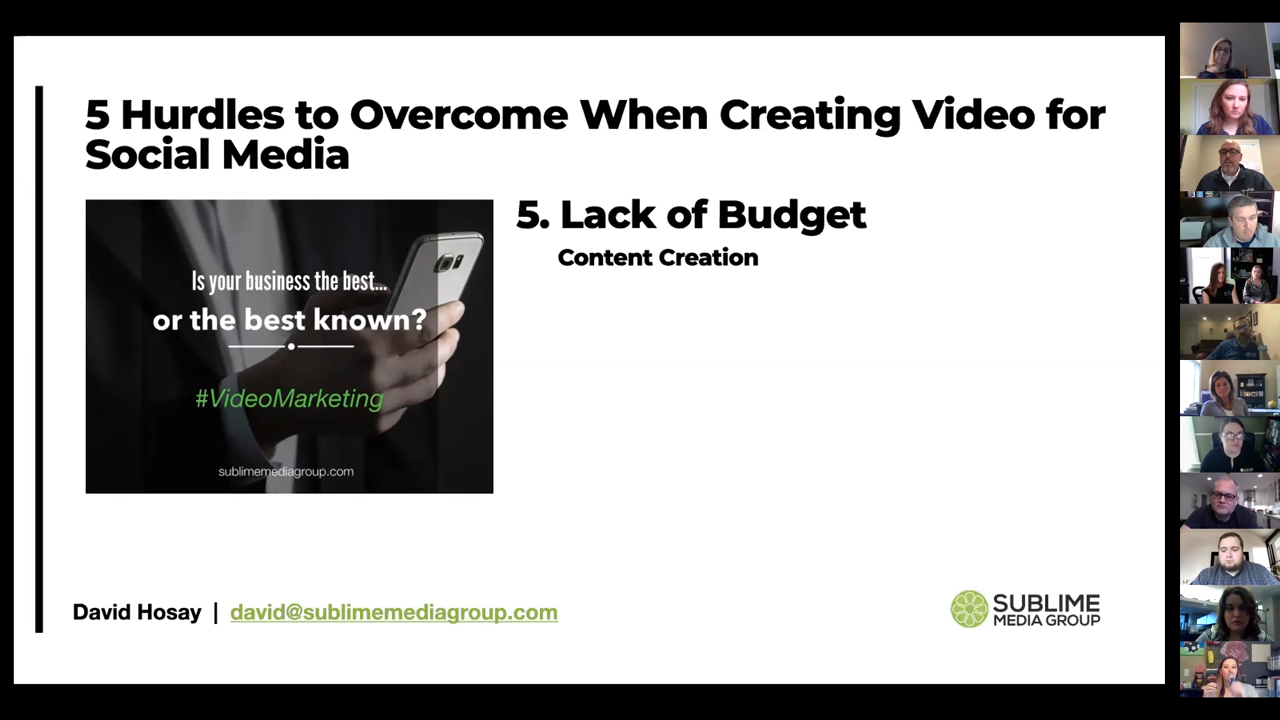 5 Hurdles to Overcome When Creating Video for
Social Media
Is your business the best...
or the best known?
#VideoMarketing
sublimemediagroup.com
5. Lack of Budget
Content Creation
David Hosay | david@sublimemediagroup.com
SUBLIME
MEDIA GROUP